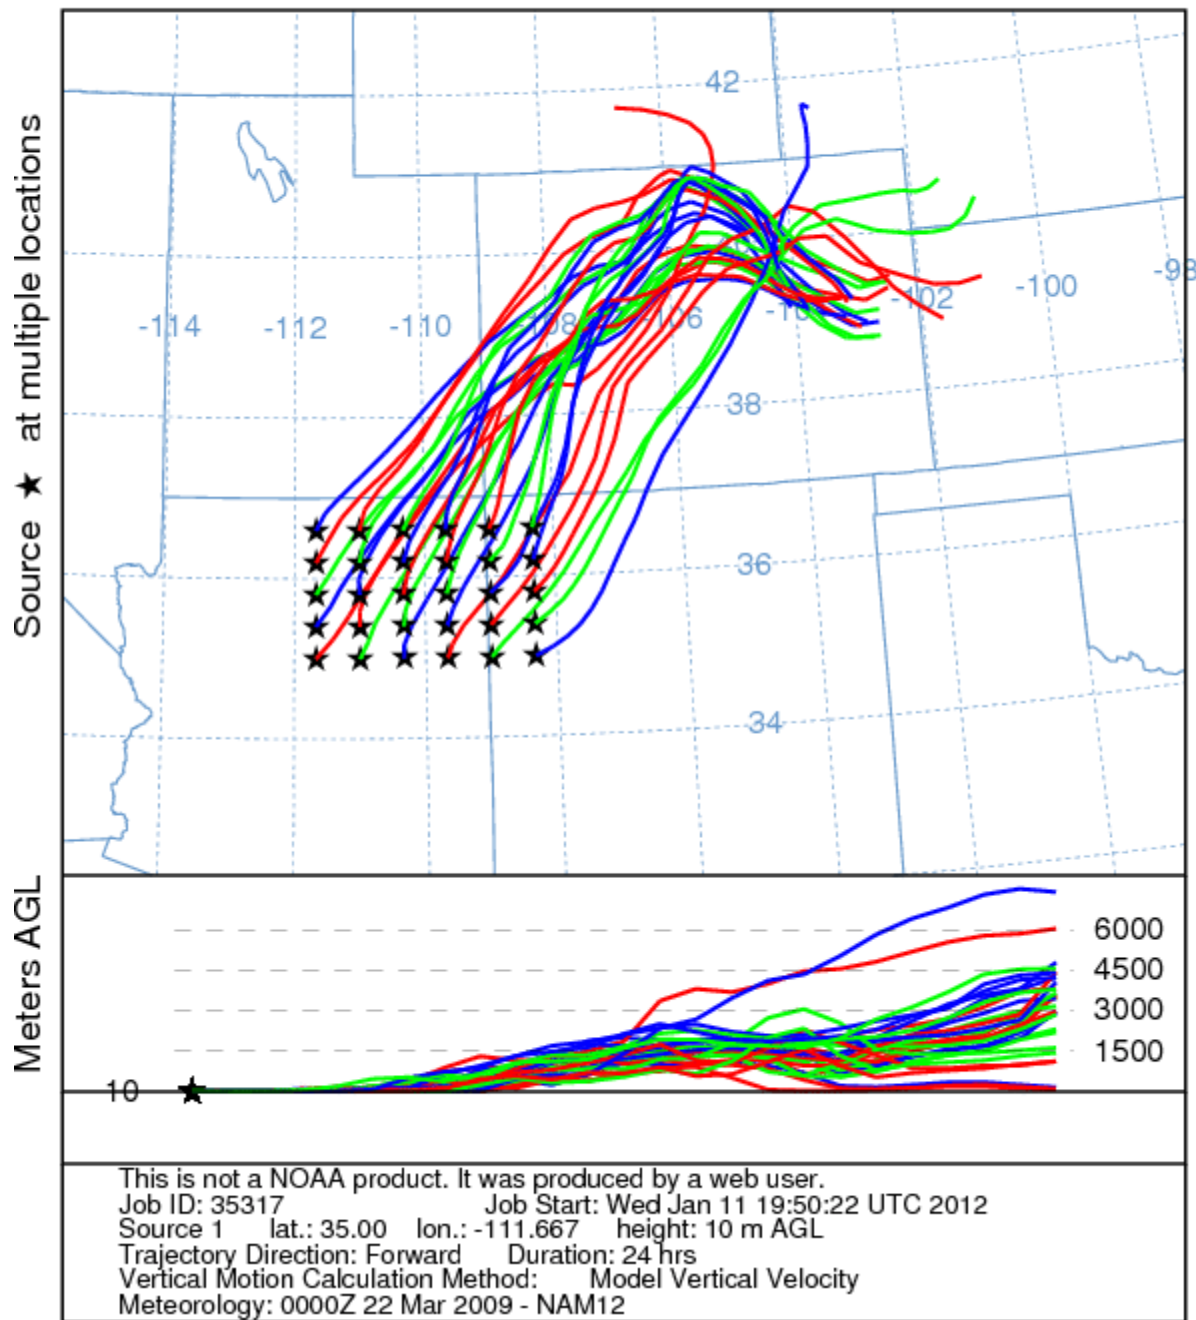 Source ★ at multiple locations
42
-114
-112
-110
-108
-106
-102
-100
-98
38
36
34
Meters AGL
6000
4500
3000
1500
10
This is not a NOAA product. It was produced by a web user.
Job ID: 35317 Job Start: Wed Jan 11 19:50:22 UTC 2012
Source 1 lat.: 35.00 lon.: -111.667 height: 10 m AGL
Trajectory Direction: Forward Duration: 24 hrs
Vertical Motion Calculation Method: Model Vertical Velocity
Meteorology: 0000Z 22 Mar 2009 - NAM12